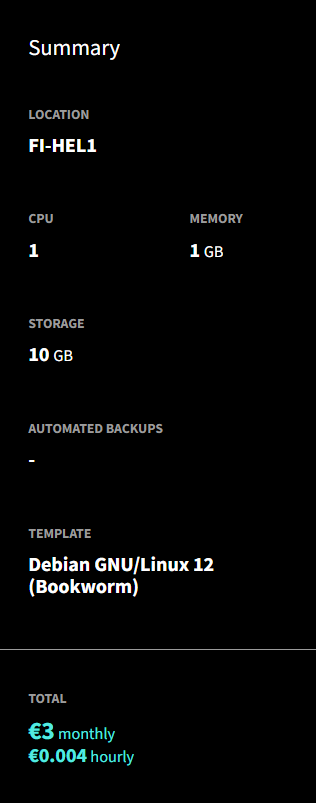 Summary
LOCATION
FI-HEL1
CPU MEMORY
1 1 GB
STORAGE
10 GB
AUTOMATED BACKUPS
-
TEMPLATE
Debian GNU/Linux 12
(Bookworm)
TOTAL
€3 monthly
€0.004 hourly